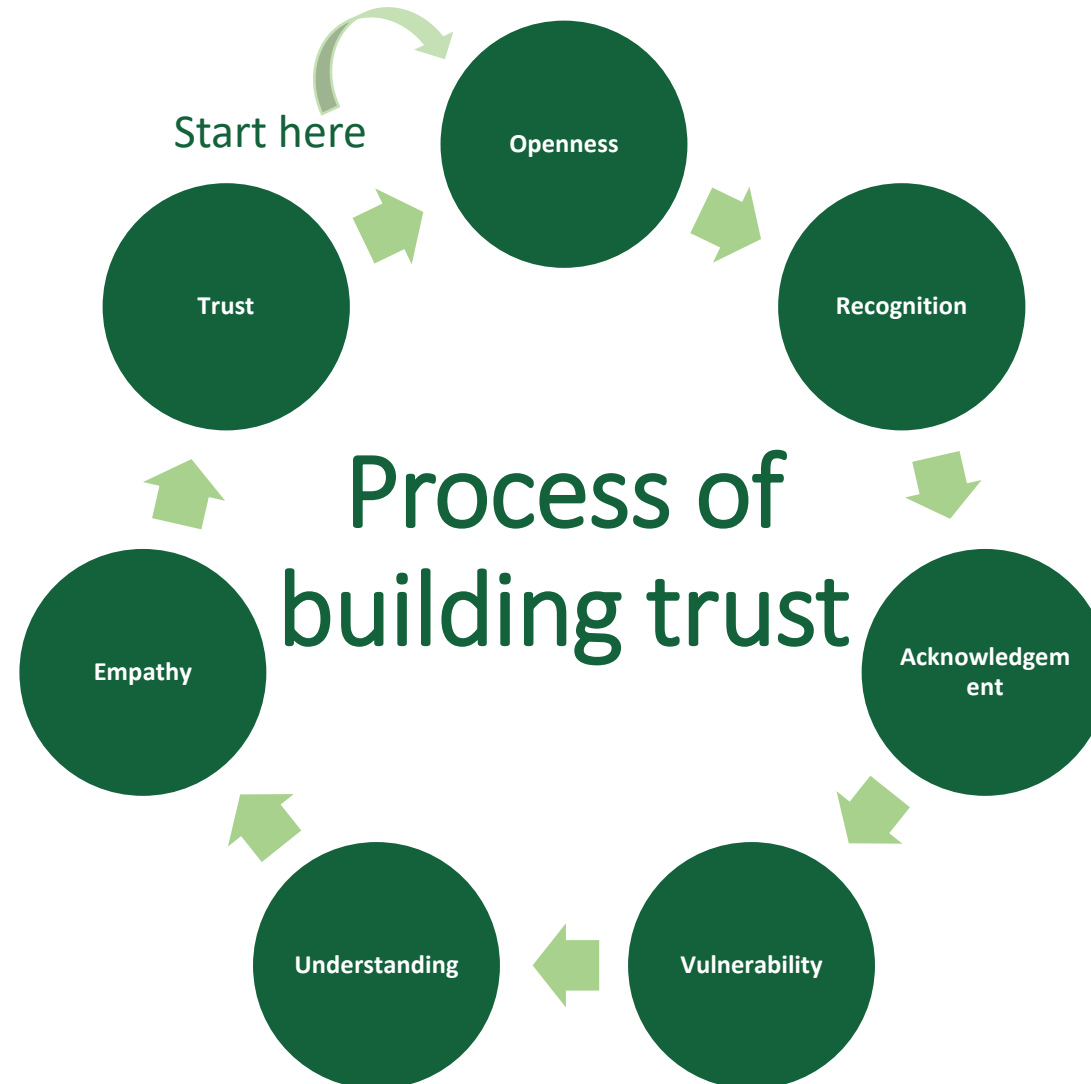 Start here
Openness
Recognition
Acknowledgem
ent
Vulnerability
Understanding
Empathy
Trust
Process of
building trust